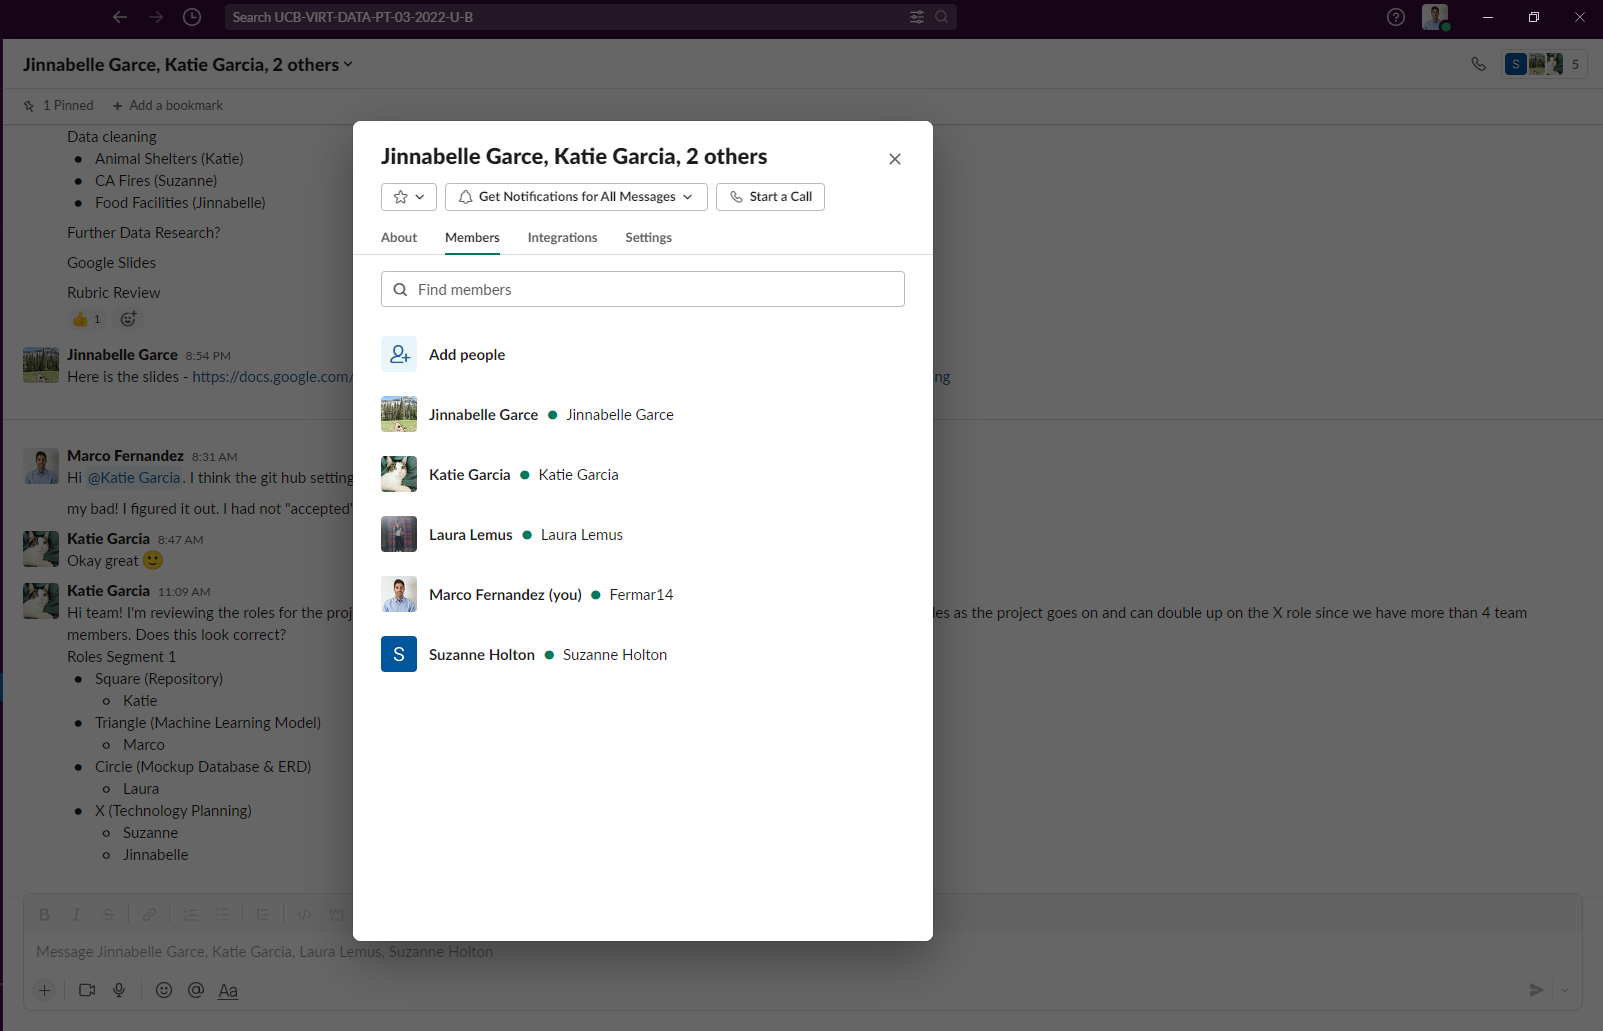 Search UCB-VIRT-DATA-PT-03-2022-U-B
Jinnabelle Garce, Katie Garcia, 2 others
S
5
1 Pinned
+ Add a bookmark
Data cleaning
● Animal Shelters (Katie)
● CA Fires (Suzanne)
● Food Facilities (Jinnabelle)
Further Data Research?
Google Slides
Rubric Review
👍 1
Jinnabelle Garce 8:54 PM
Here is the slides - https://docs.google.com/
ng
Marco Fernandez 8:31 AM
Hi @Katie Garcia. I think the git hub setting
my bad! I figured it out. I had not "accepted"
Katie Garcia 8:47 AM
Okay great 🙂
Katie Garcia 11:09 AM
Hi team! I'm reviewing the roles for the proj
les as the project goes on and can double up on the X role since we have more than 4 team
members. Does this look correct?
Roles Segment 1
● Square (Repository)
○ Katie
● Triangle (Machine Learning Model)
○ Marco
● Circle (Mockup Database & ERD)
○ Laura
● X (Technology Planning)
○ Suzanne
○ Jinnabelle
B I S
Message Jinnabelle Garce, Katie Garcia, Laura Lemus, Suzanne Holton
+ @ Aa
Jinnabelle Garce, Katie Garcia, 2 others
Get Notifications for All Messages
Start a Call
About Members Integrations Settings
Find members
Add people
Jinnabelle Garce ● Jinnabelle Garce
Katie Garcia ● Katie Garcia
Laura Lemus ● Laura Lemus
Marco Fernandez (you) ● Fermar14
S Suzanne Holton ● Suzanne Holton